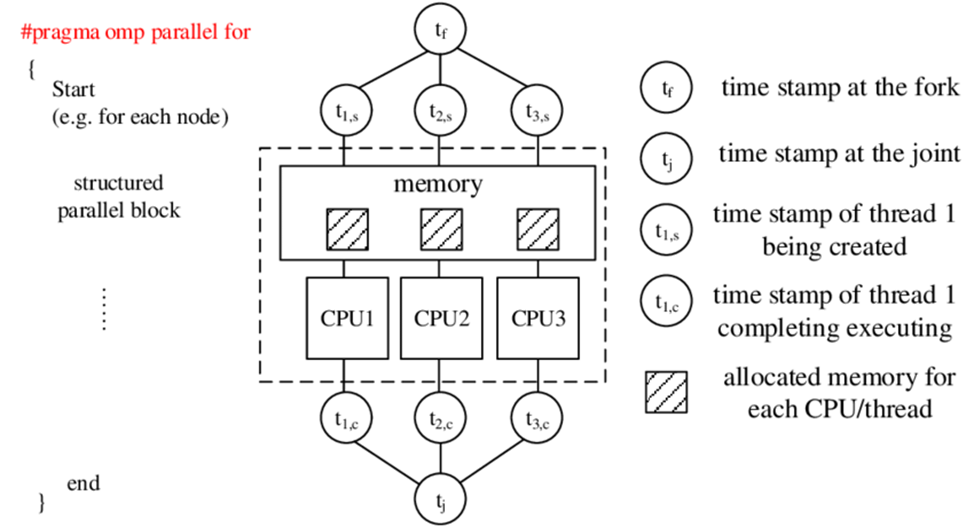 #pragma omp parallel for
{
Start
(e.g. for each node)
structured
parallel block
......
end
}
tf
t1,s t2,s t3,s
memory
CPU1 CPU2 CPU3
t1,c t2,c t3,c
tj
tf time stamp at the fork
tj time stamp at the joint
t1,s time stamp of thread 1
being created
t1,c time stamp of thread 1
completing executing
allocated memory for
each CPU/thread